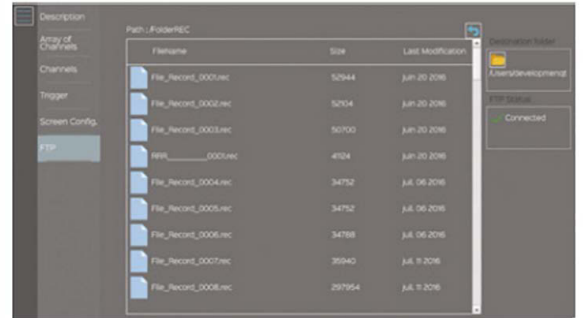 Description
Array of
Channels
Channels
Trigger
Screen Config.
FTP
Path :/FolderREC
Filename Size Last Modification
File_Record_0001.rec 52944 juin 20 2016
File_Record_0002.rec 52104 juin 20 2016
File_Record_0003.rec 50700 juin 20 2016
RRR_________0001.rec 4124 juin 20 2016
File_Record_0004.rec 34752 juil. 06 2016
File_Record_0005.rec 34752 juil. 06 2016
File_Record_0006.rec 34788 juil. 06 2016
File_Record_0007.rec 35940 juil. 11 2016
File_Record_0008.rec 297954 juil. 11 2016
Destination folder
FTP Status
Connected